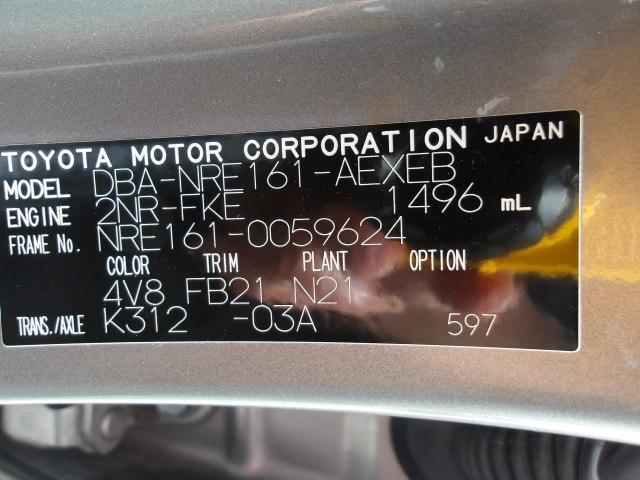 TOYOTA MOTOR CORPORATION JAPAN
MODEL DBA-NRE161-AEXEB
ENGINE 2NR-FKE 1496 mL
FRAME No. NRE161-0059624
COLOR TRIM PLANT OPTION
4V8 FB21 N21
TRANS./AXLE K312 -03A 597